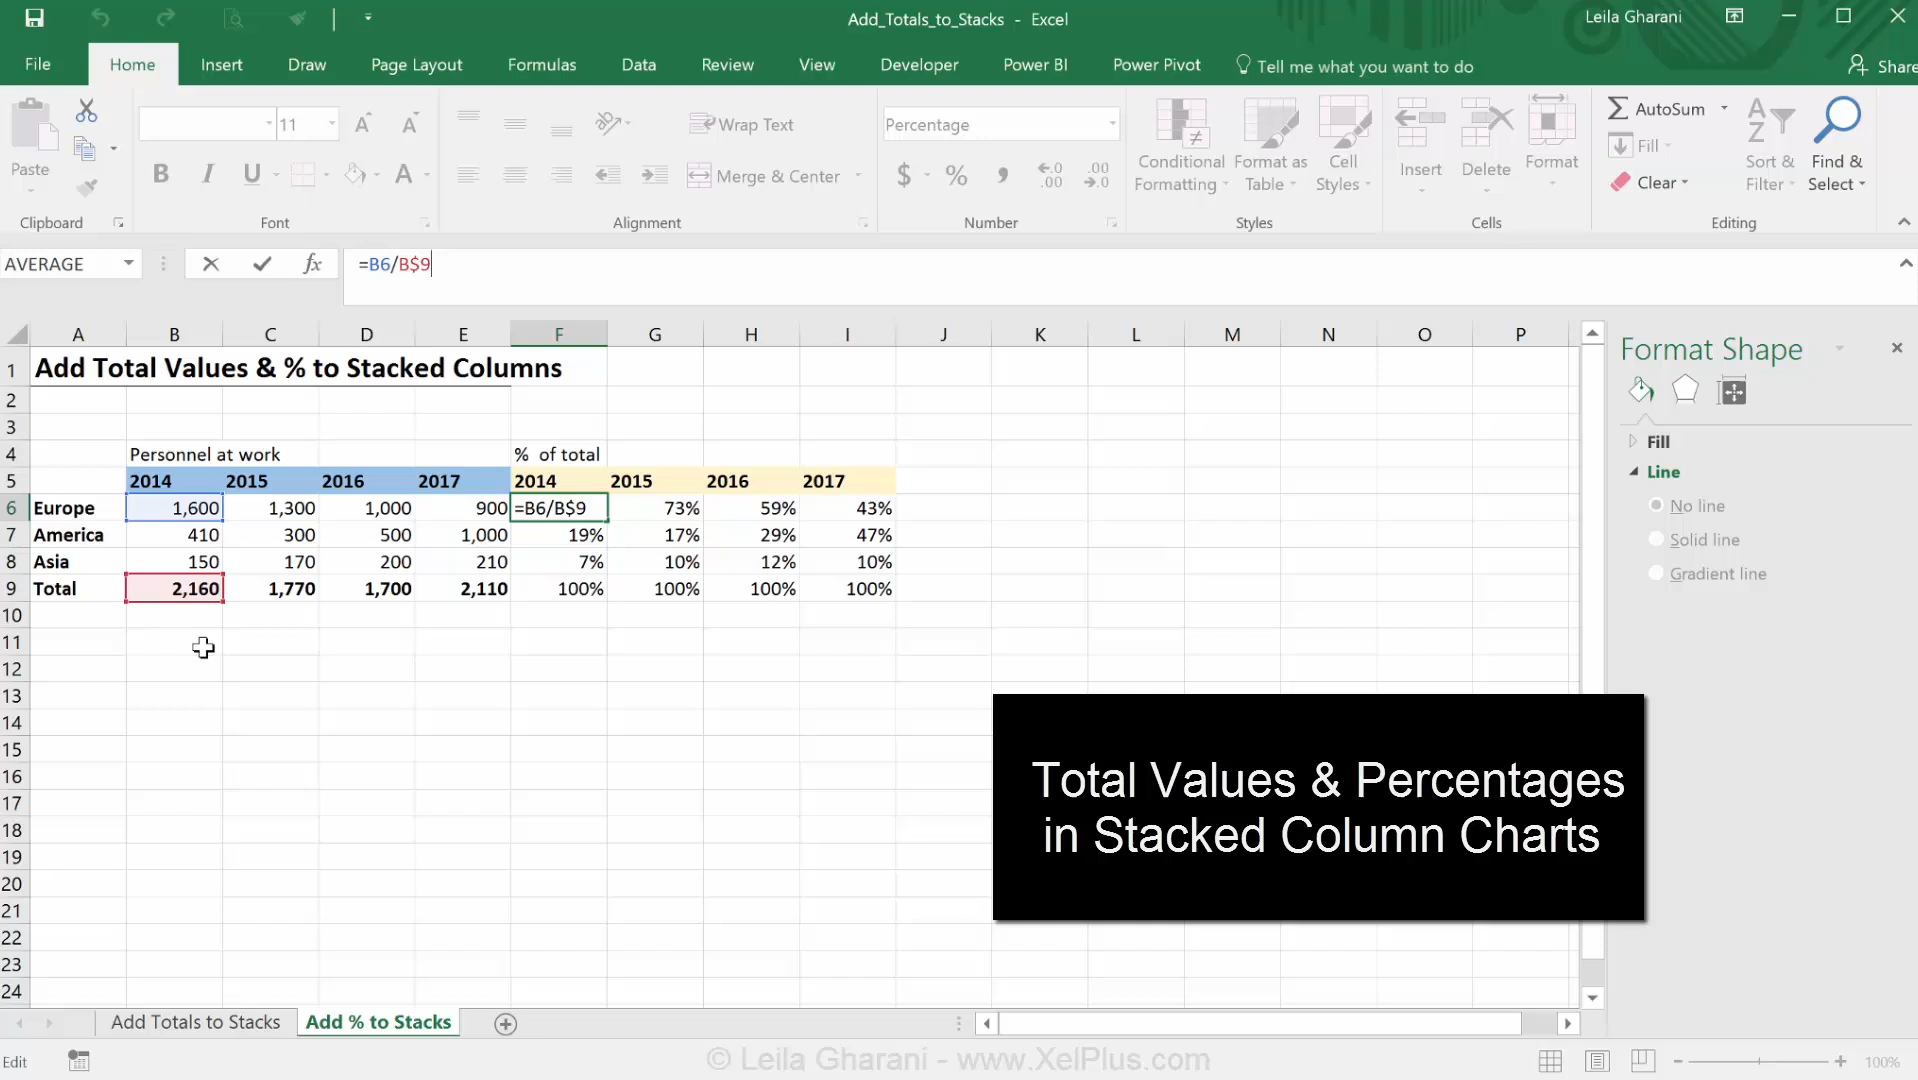 Add_Totals_to_Stacks - Excel
Leila Gharani
File Home Insert Draw Page Layout Formulas Data Review View Developer Power BI Power Pivot Tell me what you want to do Share
Paste
Clipboard
11
B I U A
Font
Wrap Text
Merge & Center
Alignment
Percentage
$ % , .00 .00
Number
Conditional Formatting
Format as Table
Cell Styles
Styles
Insert Delete Format
Cells
AutoSum
Fill
Clear
Sort & Filter
Find & Select
Editing
AVERAGE fx =B6/B$9
A B C D E F G H I J K L M N O P
1 Add Total Values & % to Stacked Columns
2
3
4 Personnel at work % of total
5 2014 2015 2016 2017 2014 2015 2016 2017
6 Europe 1,600 1,300 1,000 900 =B6/B$9 73% 59% 43%
7 America 410 300 500 1,000 19% 17% 29% 47%
8 Asia 150 170 200 210 7% 10% 12% 10%
9 Total 2,160 1,770 1,700 2,110 100% 100% 100% 100%
10
11
12
13
14
15
16
17
18
19
20
21
22
23
24
Format Shape
Fill
Line
No line
Solid line
Gradient line
Total Values & Percentages
in Stacked Column Charts
Add Totals to Stacks Add % to Stacks
Edit
© Leila Gharani - www.XelPlus.com
100%